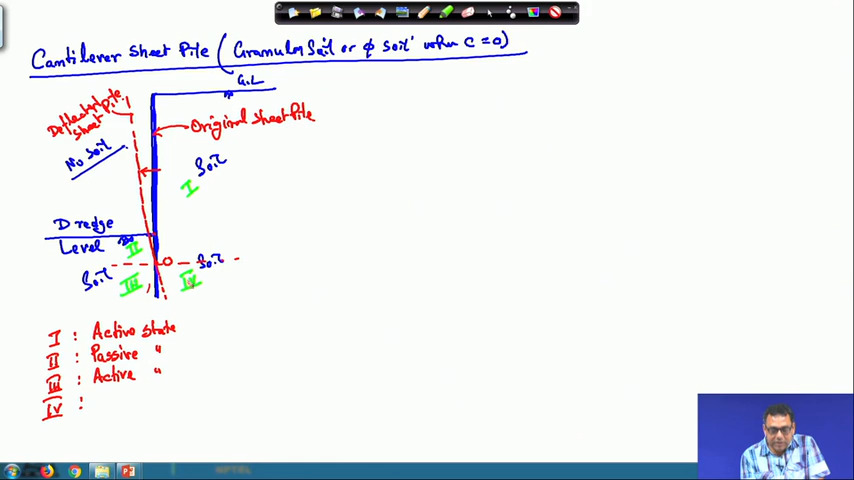 Cantilever Sheet Pile (Granular Soil or ϕ Soil when C = 0)
G.L
Deflected pile
sheet
Original Sheet Pile
No Soil
Soil
I
Dredge
Level
II
O
Soil
Soil
III
IV
I : Active state
II : Passive "
III : Active "
IV :
NPTEL